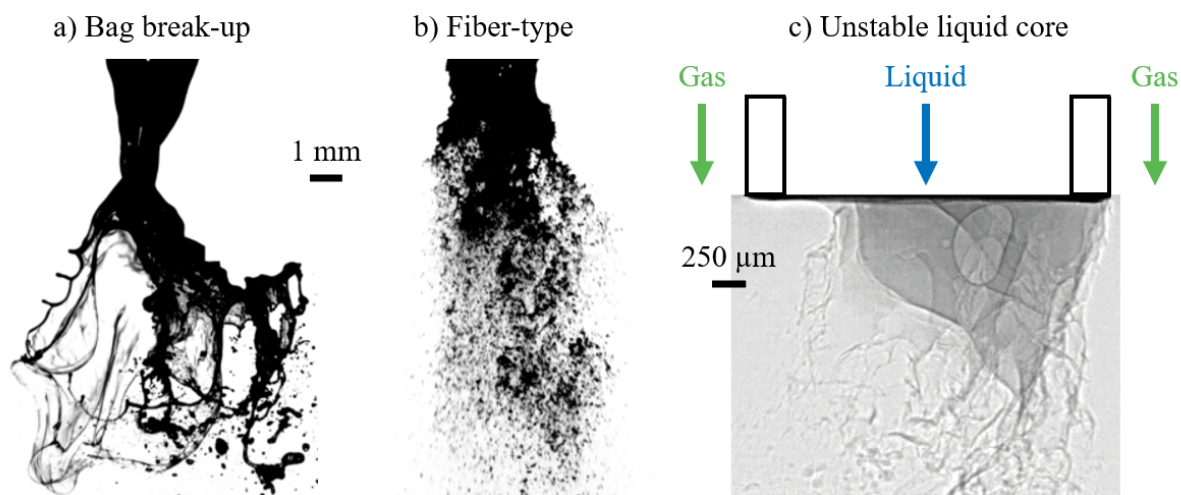 a) Bag break-up
b) Fiber-type
c) Unstable liquid core
Gas
Liquid
Gas
1 mm
250 µm